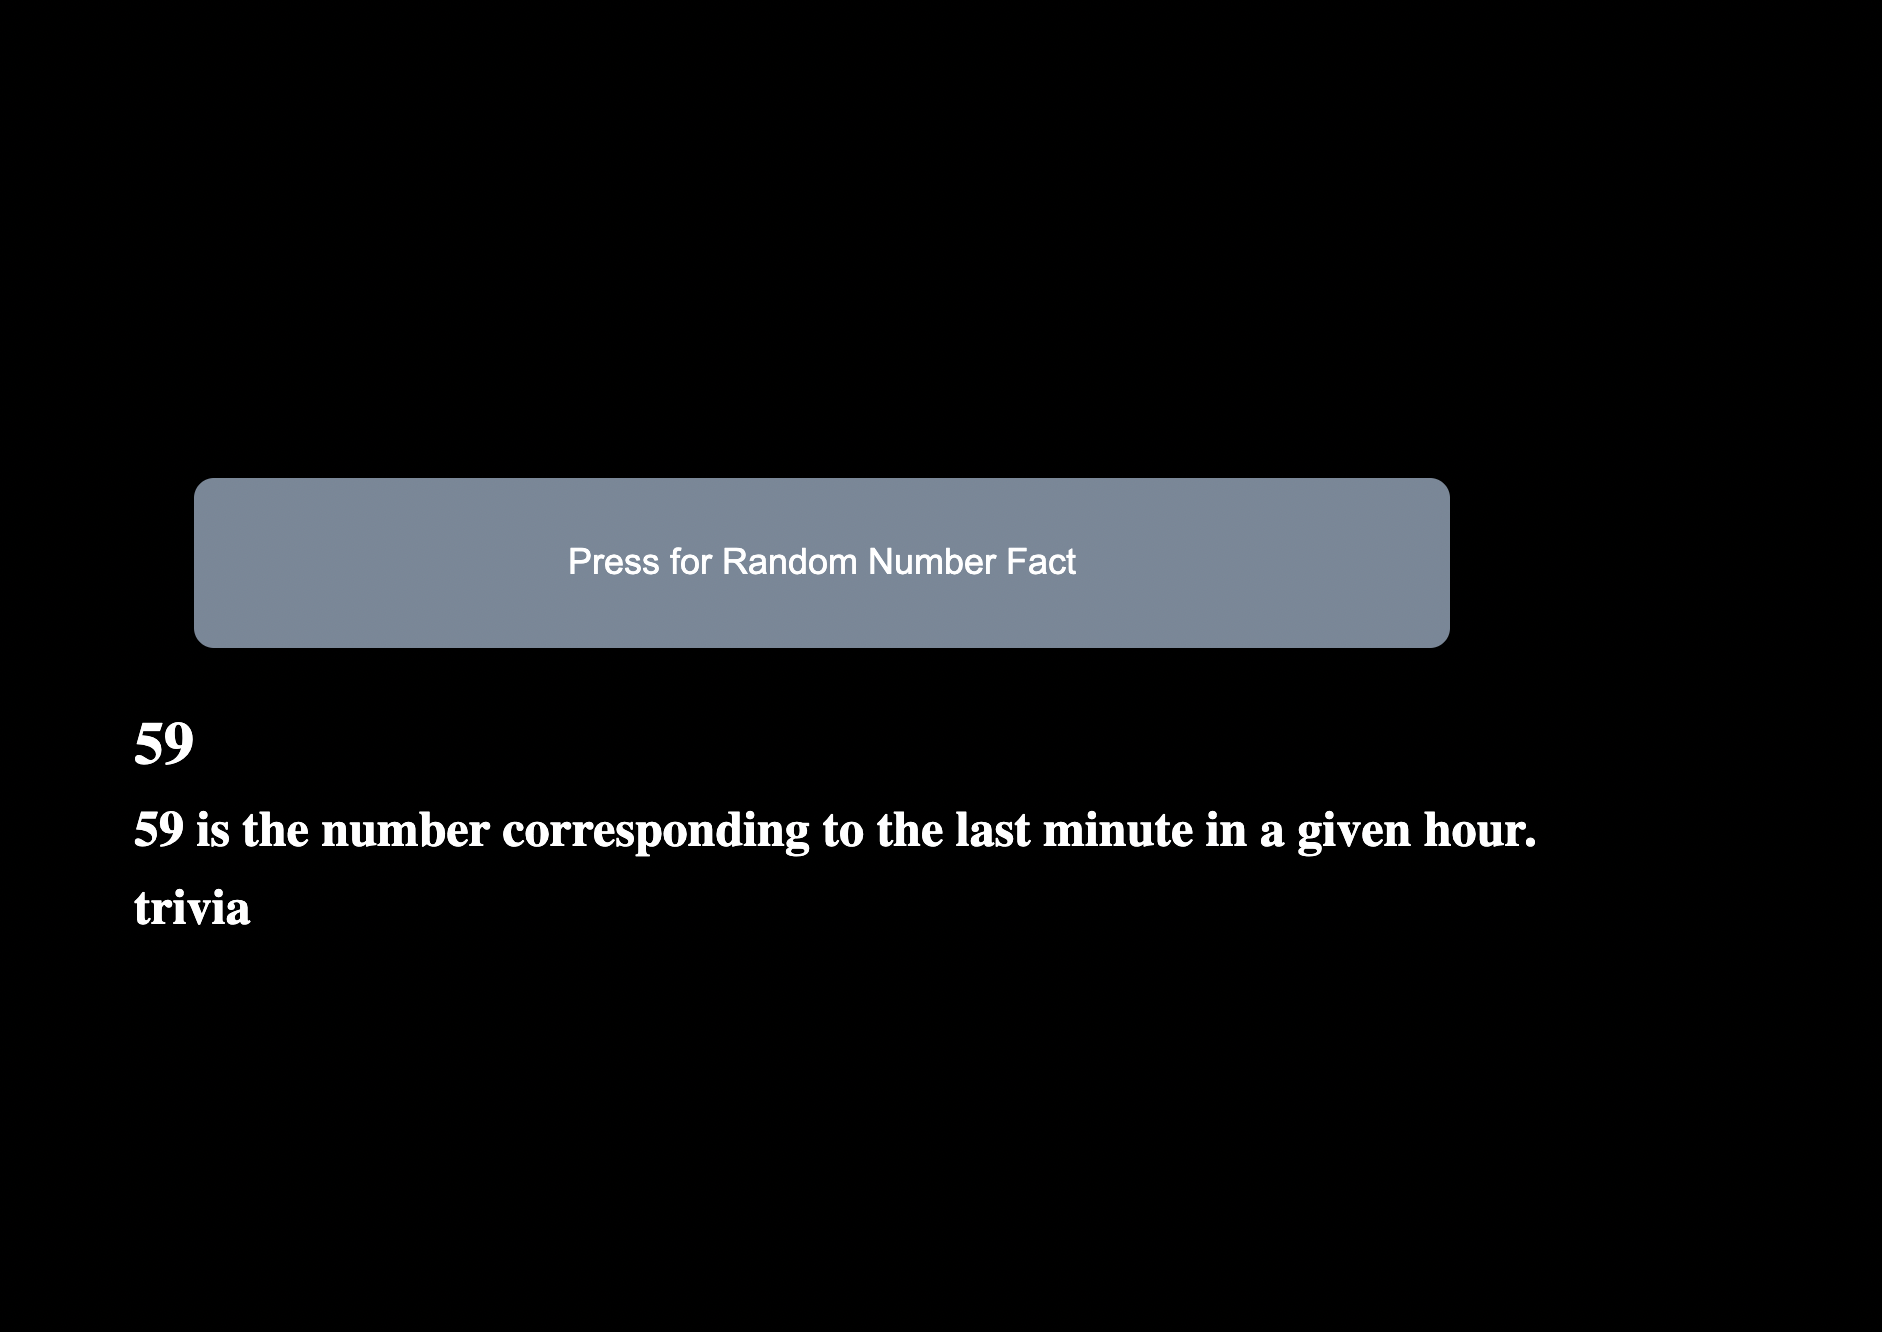 Press for Random Number Fact
59
59 is the number corresponding to the last minute in a given hour.
trivia